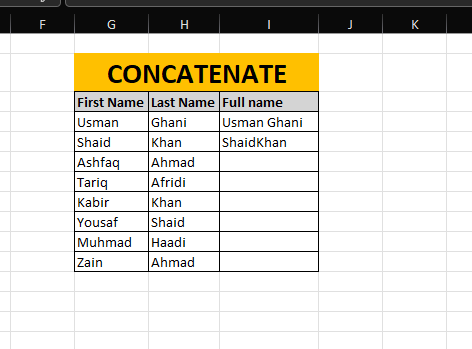 F G H I J K
CONCATENATE
First Name Last Name Full name
Usman Ghani Usman Ghani
Shaid Khan ShaidKhan
Ashfaq Ahmad
Tariq Afridi
Kabir Khan
Yousaf Shaid
Muhmad Haadi
Zain Ahmad